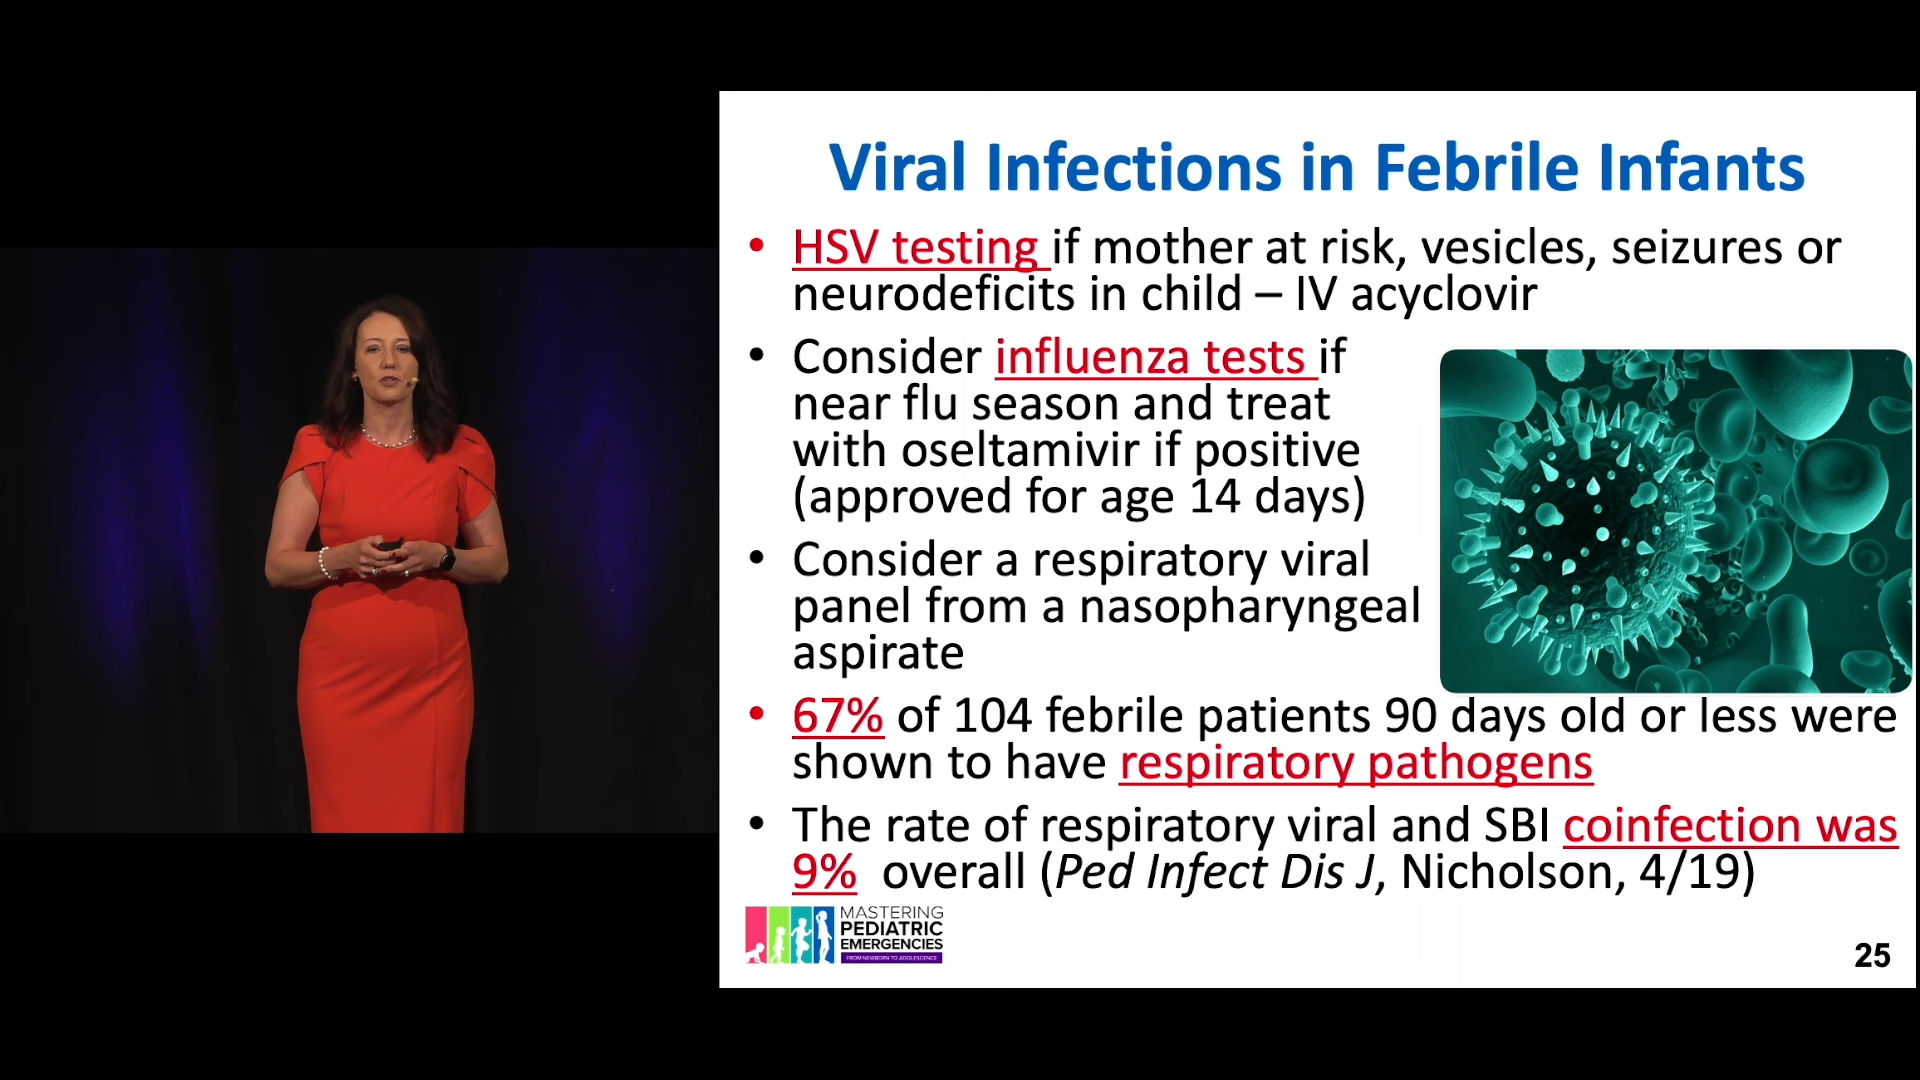 Viral Infections in Febrile Infants
• HSV testing if mother at risk, vesicles, seizures or
neurodeficits in child – IV acyclovir
• Consider influenza tests if
near flu season and treat
with oseltamivir if positive
(approved for age 14 days)
• Consider a respiratory viral
panel from a nasopharyngeal
aspirate
• 67% of 104 febrile patients 90 days old or less were
shown to have respiratory pathogens
• The rate of respiratory viral and SBI coinfection was
9% overall (Ped Infect Dis J, Nicholson, 4/19)
MASTERING
PEDIATRIC
EMERGENCIES
FROM NEWBORN TO ADOLESCENCE
25